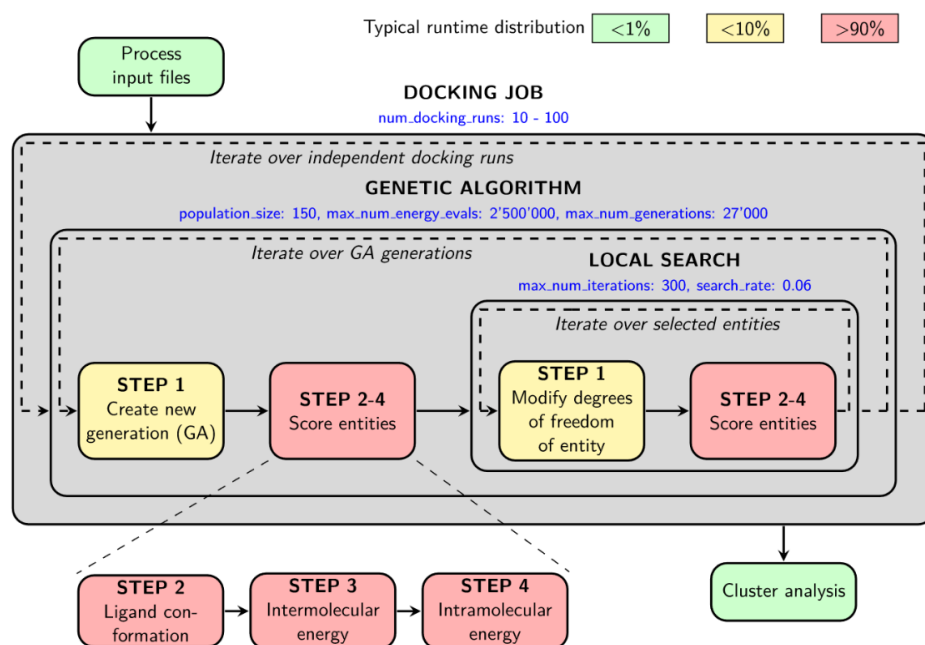 Typical runtime distribution <1% <10% >90%
Process
input files
DOCKING JOB
num_docking_runs: 10 - 100
Iterate over independent docking runs
GENETIC ALGORITHM
population_size: 150, max_num_energy_evals: 2'500'000, max_num_generations: 27'000
Iterate over GA generations
LOCAL SEARCH
max_num_iterations: 300, search_rate: 0.06
Iterate over selected entities
STEP 1
Create new
generation (GA)
STEP 2-4
Score entities
STEP 1
Modify degrees
of freedom
of entity
STEP 2-4
Score entities
STEP 2
Ligand con-
formation
STEP 3
Intermolecular
energy
STEP 4
Intramolecular
energy
Cluster analysis